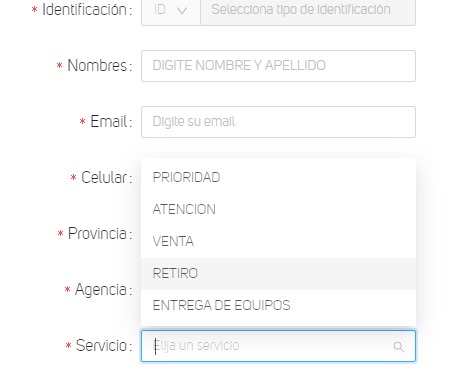 * Identificación: ID Selecciona tipo de identificación
* Nombres: DIGITE NOMBRE Y APELLIDO
* Email: Digite su email
* Celular: PRIORIDAD
ATENCION
* Provincia: VENTA
RETIRO
* Agencia: ENTREGA DE EQUIPOS
* Servicio: Elija un servicio